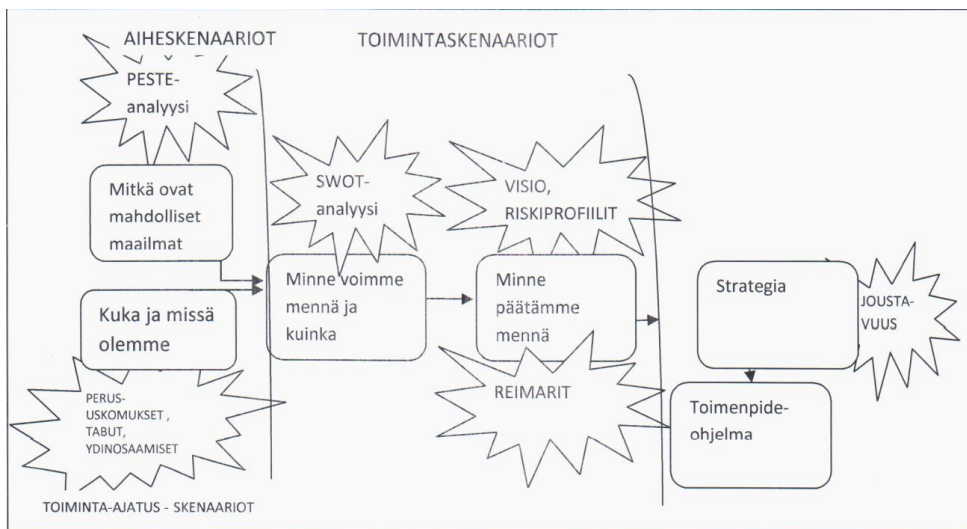 AIHESKENAARIOT
TOIMINTASKENAARIOT
PESTE-
analyysi
Mitkä ovat
mahdolliset
maailmat
Kuka ja missä
olemme
PERUS-
USKOMUKSET ,
TABUT,
YDINOSAAMISET
TOIMINTA-AJATUS - SKENAARIOT
SWOT-
analyysi
Minne voimme
mennä ja
kuinka
VISIO,
RISKIPROFIILIT
Minne
päätämme
mennä
REIMARIT
Strategia
JOUSTA-
VUUS
Toimenpide-
ohjelma